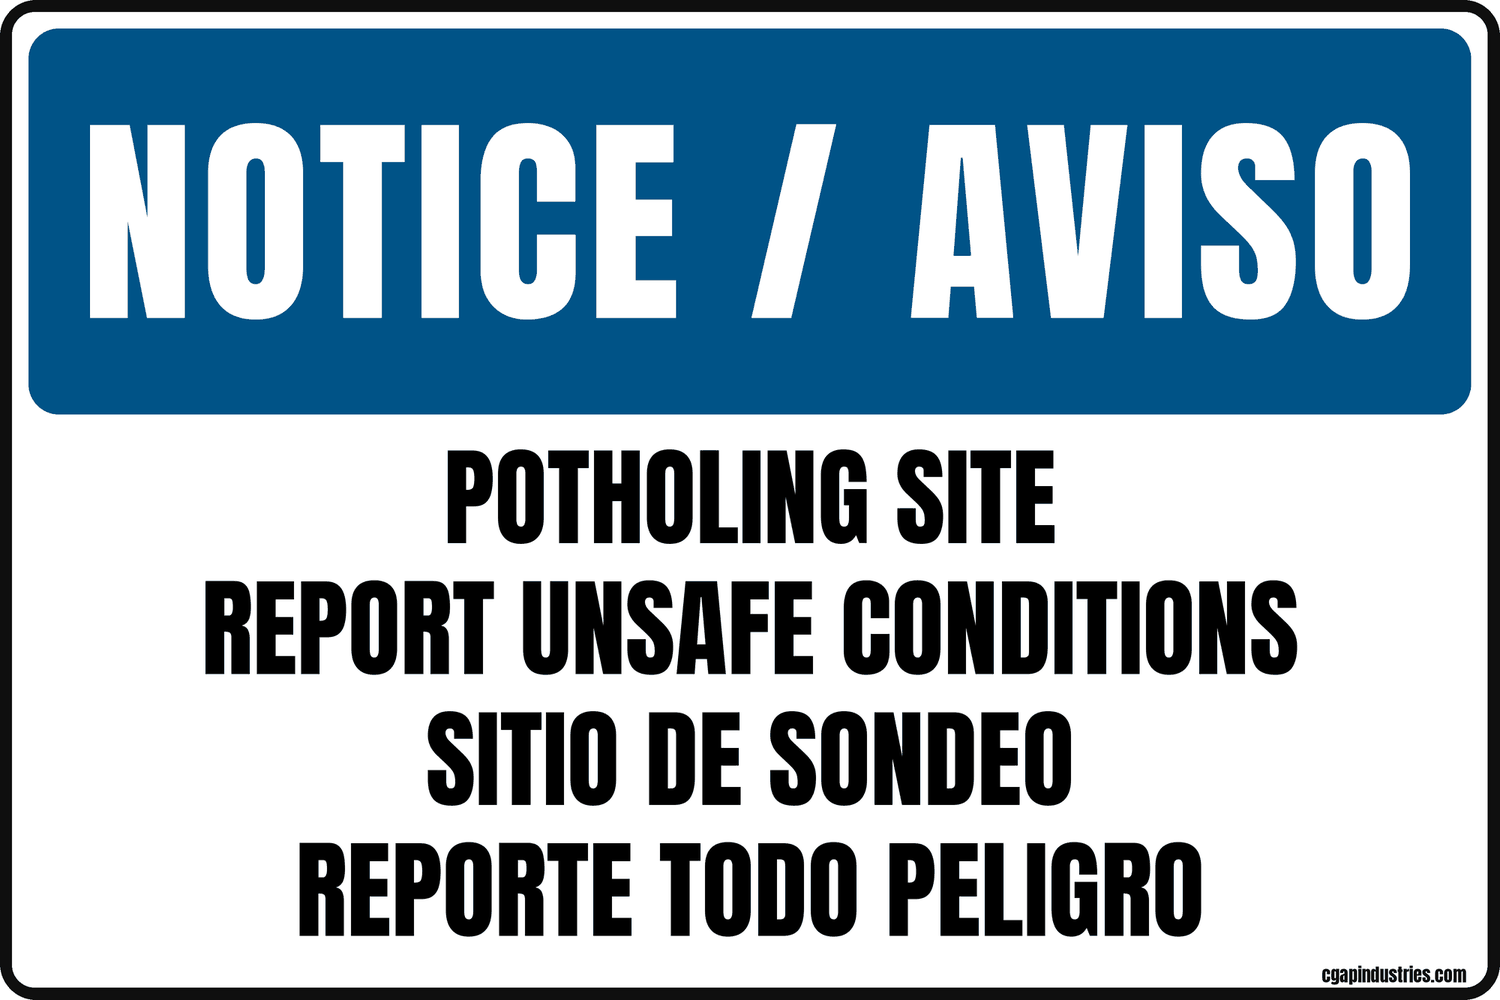 NOTICE / AVISO
POTHOLING SITE
REPORT UNSAFE CONDITIONS
SITIO DE SONDEO
REPORTE TODO PELIGRO
cgapindustries.com